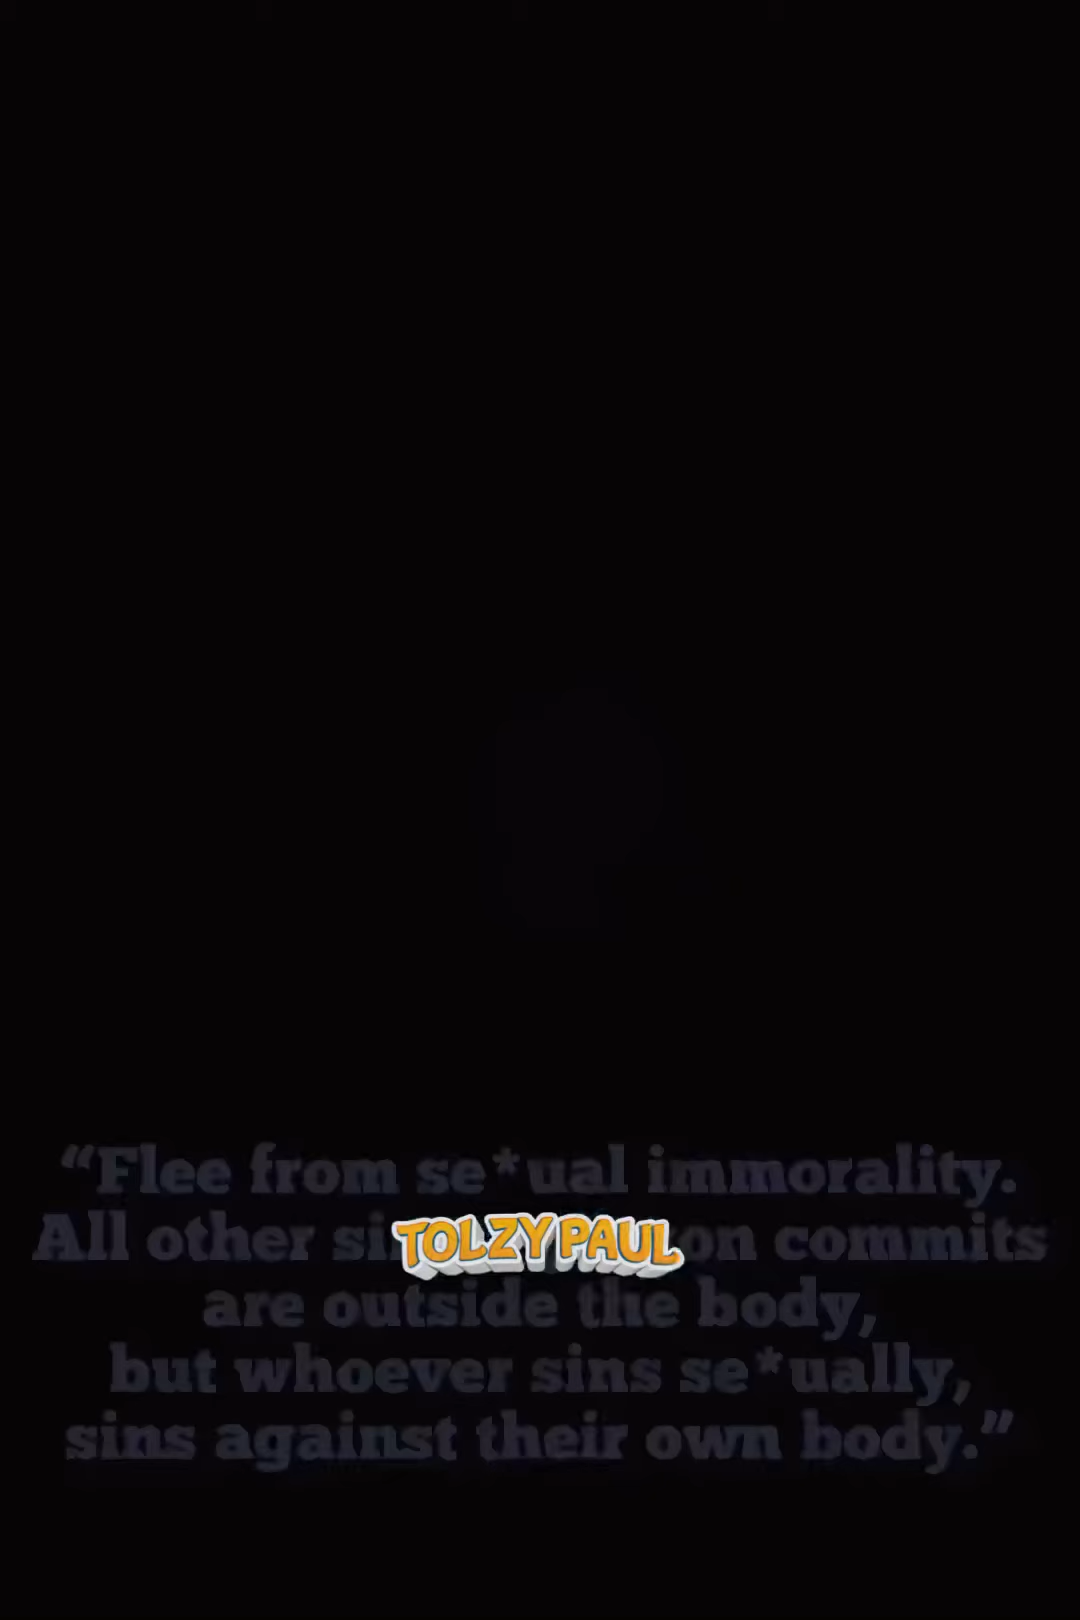 “Flee from se*ual immorality.
All other on commits
TOLZY PAUL
are outside the body,
but whoever sins se*ually,
sins against their own body.”